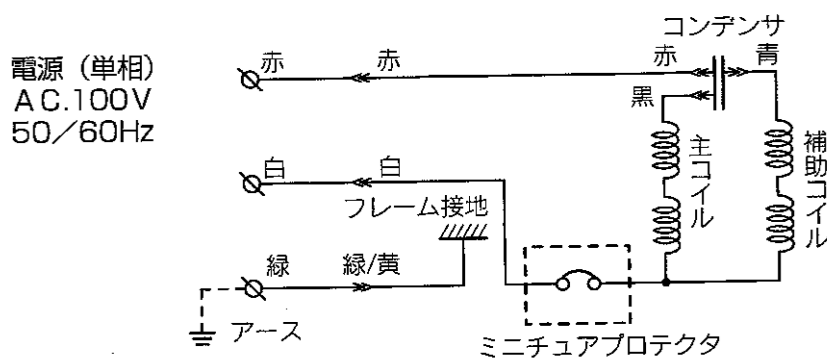 コンデンサ
電源（単相）
AC.100V
50／60Hz
赤
赤
赤
青
黒
主コイル
補助コイル
白
白
フレーム接地
緑
緑/黄
アース
ミニチュアプロテクタ